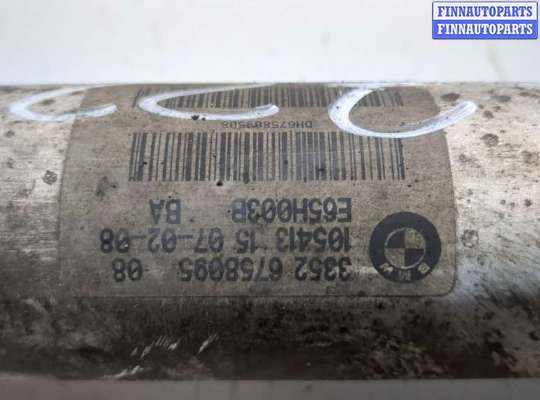 FINNAUTOPARTS
FINNAUTOPARTS
BMW
3352 6758095 08
105413 15 07-02-08
E65H003B BA